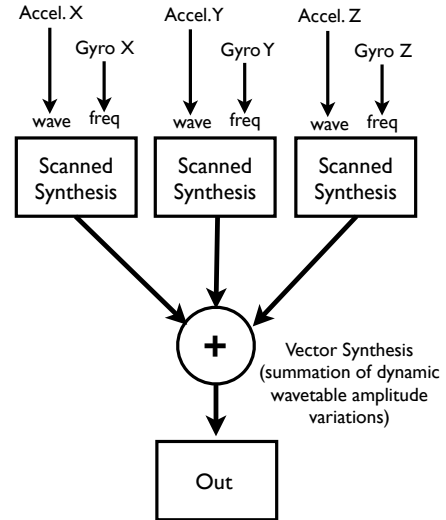 Accel. X
Accel. Y
Accel. Z
Gyro X
Gyro Y
Gyro Z
wave freq
wave freq
wave freq
Scanned
Synthesis
Scanned
Synthesis
Scanned
Synthesis
+
Vector Synthesis
(summation of dynamic
wavetable amplitude
variations)
Out